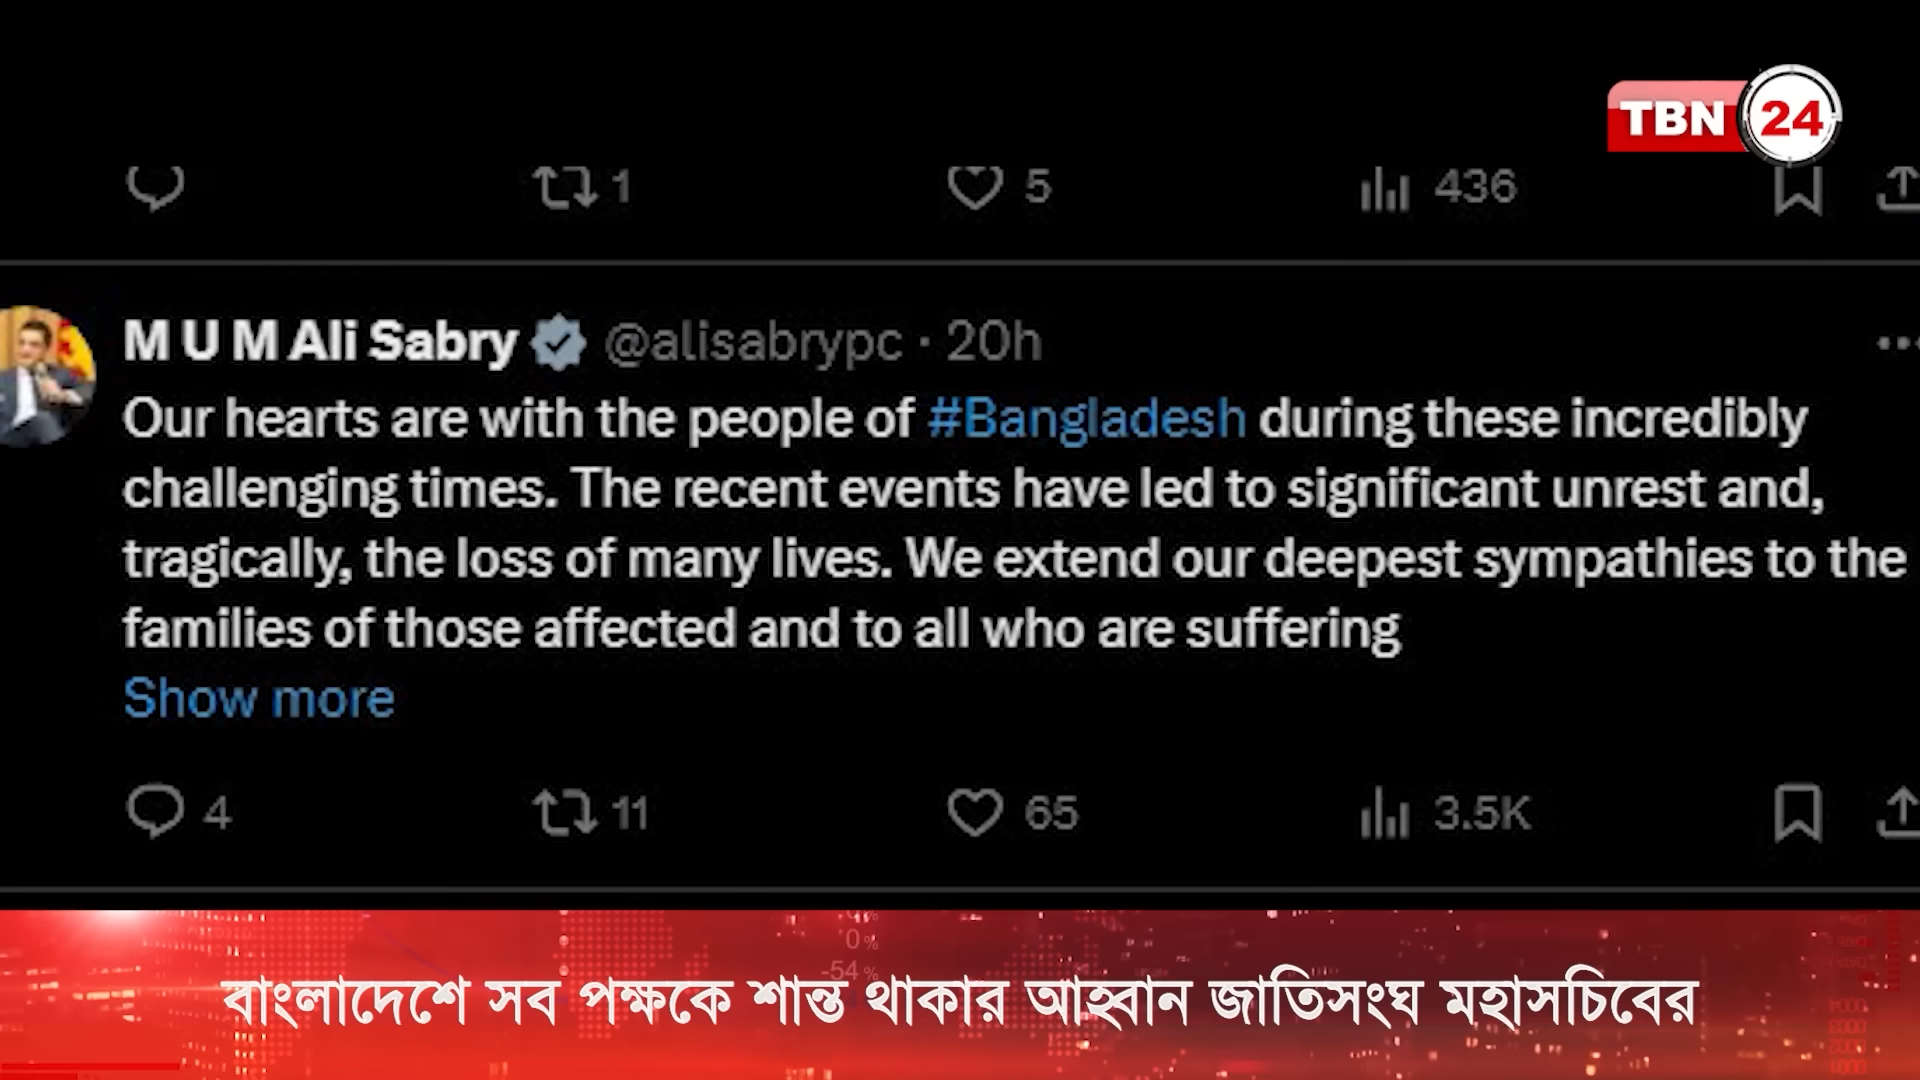 TBN 24
1 5 436
M U M Ali Sabry @alisabrypc · 20h
Our hearts are with the people of #Bangladesh during these incredibly
challenging times. The recent events have led to significant unrest and,
tragically, the loss of many lives. We extend our deepest sympathies to the
families of those affected and to all who are suffering
Show more
4 11 65 3.5K
0%
-54%
বাংলাদেশে সব পক্ষকে শান্ত থাকার আহ্বান জাতিসংঘ মহাসচিবের